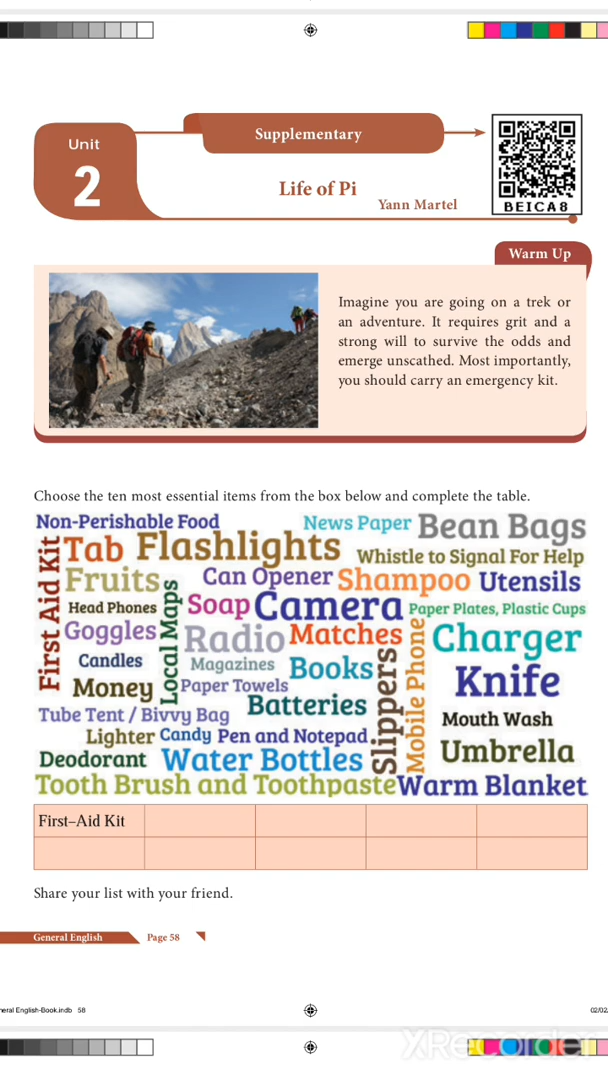 Unit
2
Supplementary
Life of Pi
Yann Martel
BEICA8
Warm Up
Imagine you are going on a trek or
an adventure. It requires grit and a
strong will to survive the odds and
emerge unscathed. Most importantly,
you should carry an emergency kit.
Choose the ten most essential items from the box below and complete the table.
Non-Perishable Food
News Paper
Bean Bags
First Aid Kit
Tab
Flashlights
Whistle to Signal For Help
Fruits
Can Opener
Shampoo
Utensils
Head Phones
Local Maps
Soap
Camera
Paper Plates, Plastic Cups
Goggles
Radio
Matches
Mobile Phone
Charger
Candles
Magazines
Books
Slippers
Knife
Money
Paper Towels
Batteries
Tube Tent / Bivvy Bag
Mouth Wash
Lighter
Candy
Pen and Notepad
Umbrella
Deodorant
Water Bottles
Tooth Brush and Toothpaste
Warm Blanket
First–Aid Kit
Share your list with your friend.
General English
Page 58
neral English-Book.indb 58
02/02
XRecorder